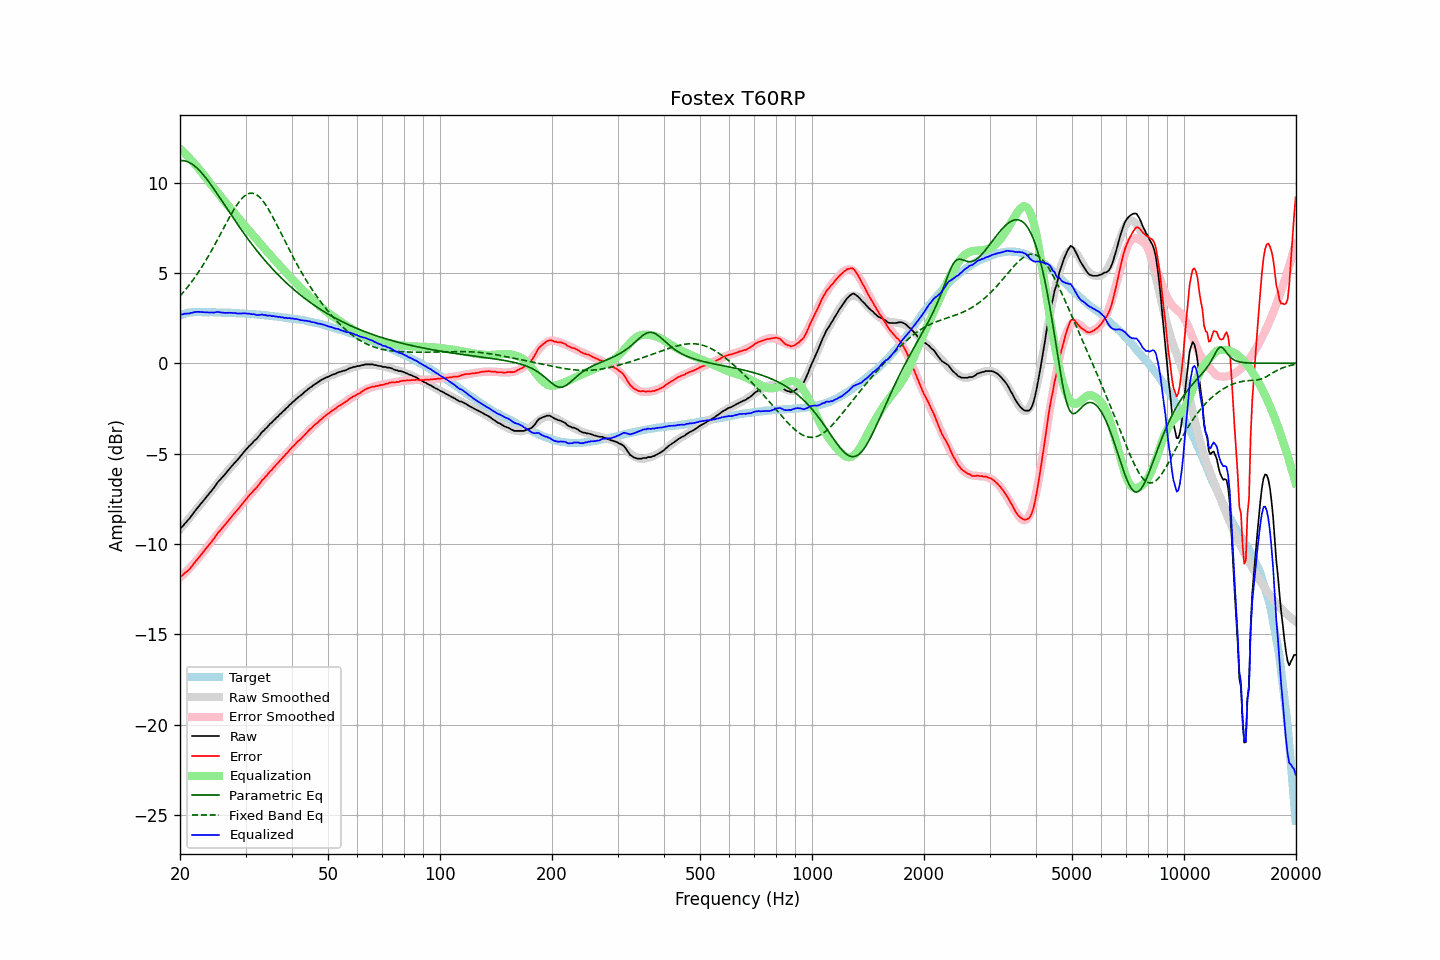 Fostex T60RP
10
5
0
−5
−10
−15
−20
−25
Amplitude (dBr)
Target
Raw Smoothed
Error Smoothed
Raw
Error
Equalization
Parametric Eq
Fixed Band Eq
Equalized
20
50
100
200
500
1000
2000
5000
10000
20000
Frequency (Hz)